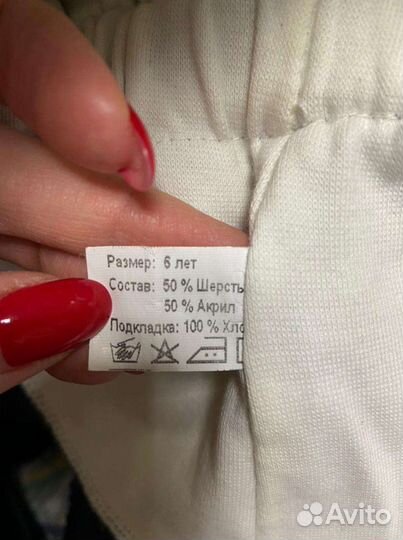 Размер: 6 лет
Состав: 50 % Шерсть
50 % Акрил
Подкладка: 100 % Хло
Avito